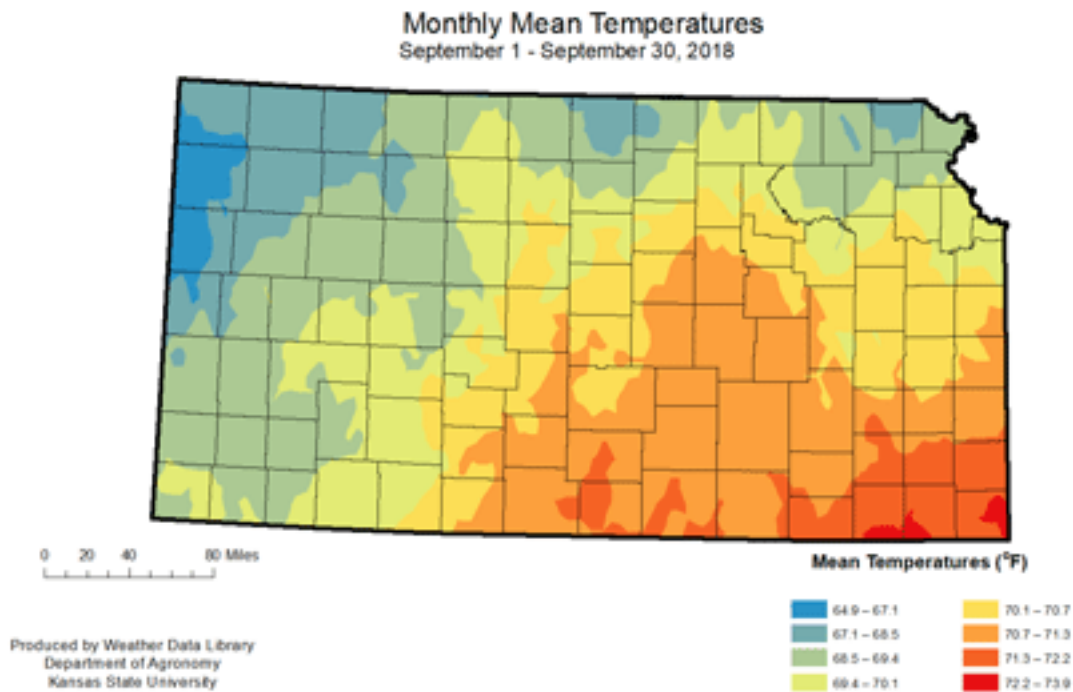 Monthly Mean Temperatures
September 1 - September 30, 2018
0 20 40 80 Miles
Mean Temperatures (°F)
64.9 – 67.1
67.1 – 68.5
68.5 – 69.4
69.4 – 70.1
70.1 – 70.7
70.7 – 71.3
71.3 – 72.2
72.2 – 73.9
Produced by Weather Data Library
Department of Agronomy
Kansas State University